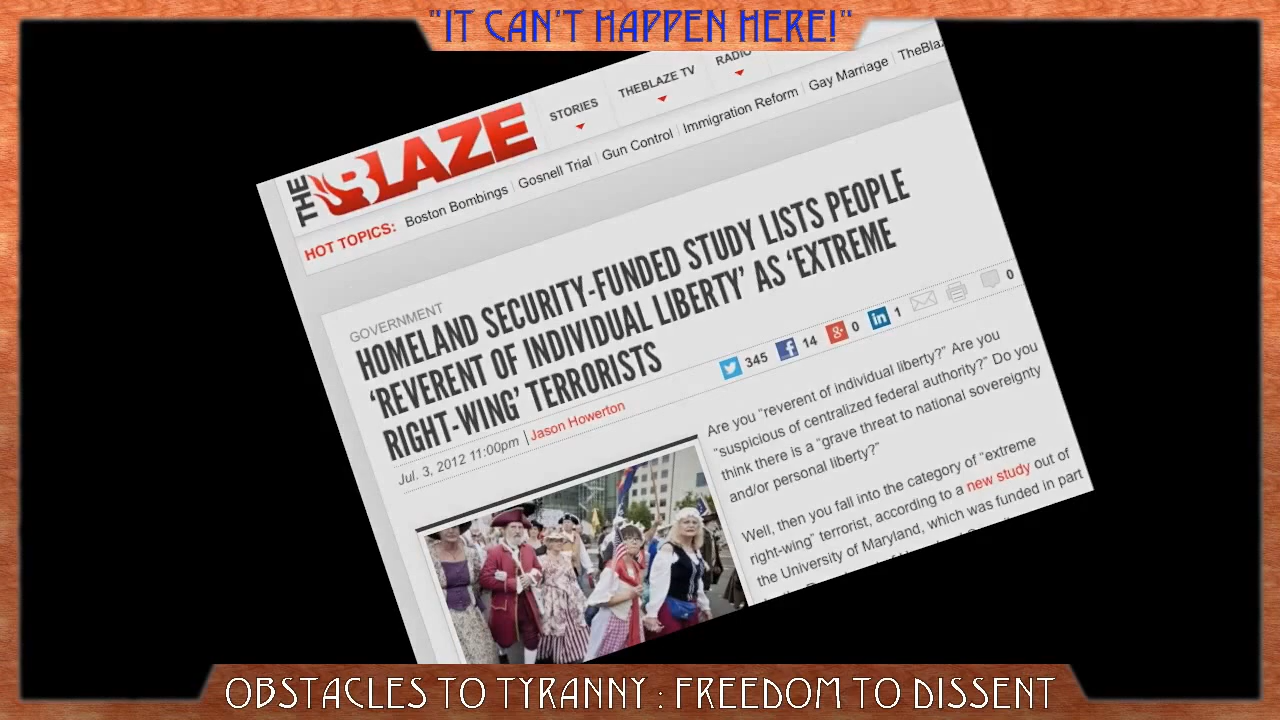 "IT CAN'T HAPPEN HERE!"
THE BLAZE
STORIES
THEBLAZE TV
RADIO
HOT TOPICS: Boston Bombings | Gosnell Trial | Gun Control | Immigration Reform | Gay Marriage | TheBlaz
GOVERNMENT
HOMELAND SECURITY-FUNDED STUDY LISTS PEOPLE
‘REVERENT OF INDIVIDUAL LIBERTY’ AS ‘EXTREME
RIGHT-WING’ TERRORISTS
Jul. 3, 2012 11:00pm | Jason Howerton
345 14 0 1 0
Are you “reverent of individual liberty?” Are you
“suspicious of centralized federal authority?” Do you
think there is a “grave threat to national sovereignty
and/or personal liberty?”
Well, then you fall into the category of “extreme
right-wing” terrorist, according to a new study out of
the University of Maryland, which was funded in part
OBSTACLES TO TYRANNY : FREEDOM TO DISSENT